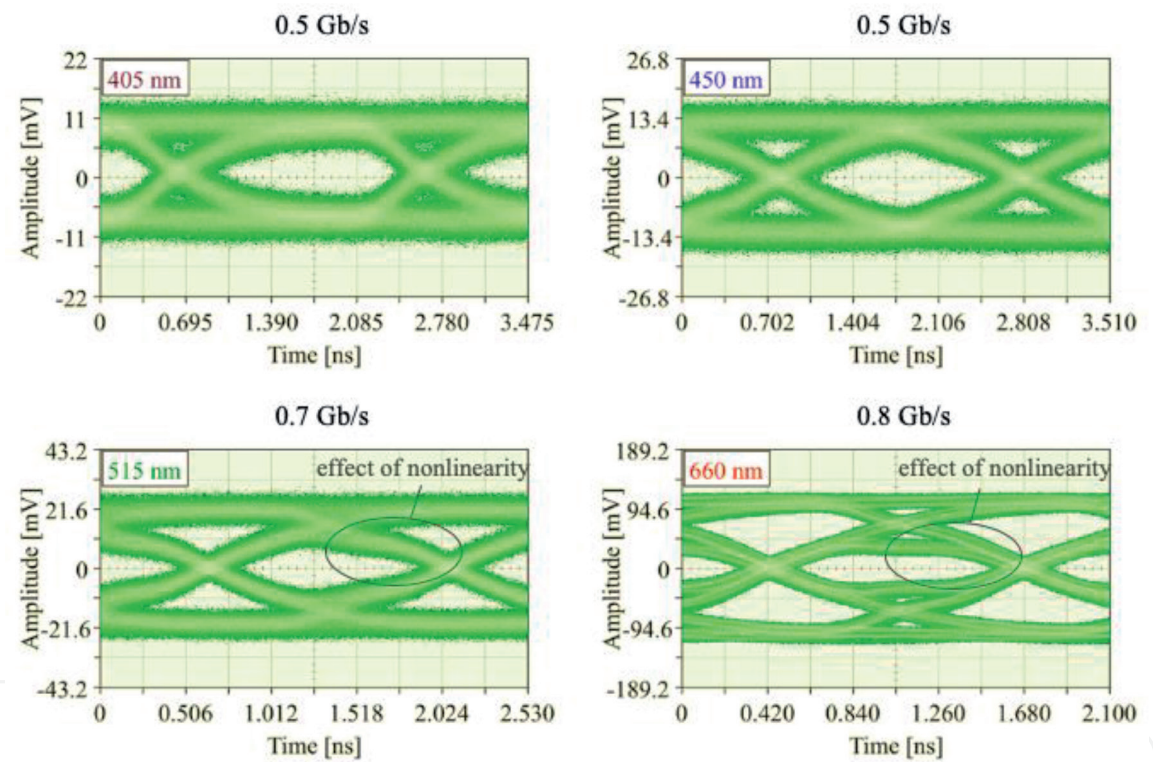 0.5 Gb/s
22
405 nm
11
0
-11
-22
Amplitude [mV]
0 0.695 1.390 2.085 2.780 3.475
Time [ns]
0.5 Gb/s
26.8
450 nm
13.4
0
-13.4
-26.8
Amplitude [mV]
0 0.702 1.404 2.106 2.808 3.510
Time [ns]
0.7 Gb/s
43.2
515 nm
effect of nonlinearity
21.6
0
-21.6
-43.2
Amplitude [mV]
0 0.506 1.012 1.518 2.024 2.530
Time [ns]
0.8 Gb/s
189.2
660 nm
effect of nonlinearity
94.6
0
-94.6
-189.2
Amplitude [mV]
0 0.420 0.840 1.260 1.680 2.100
Time [ns]